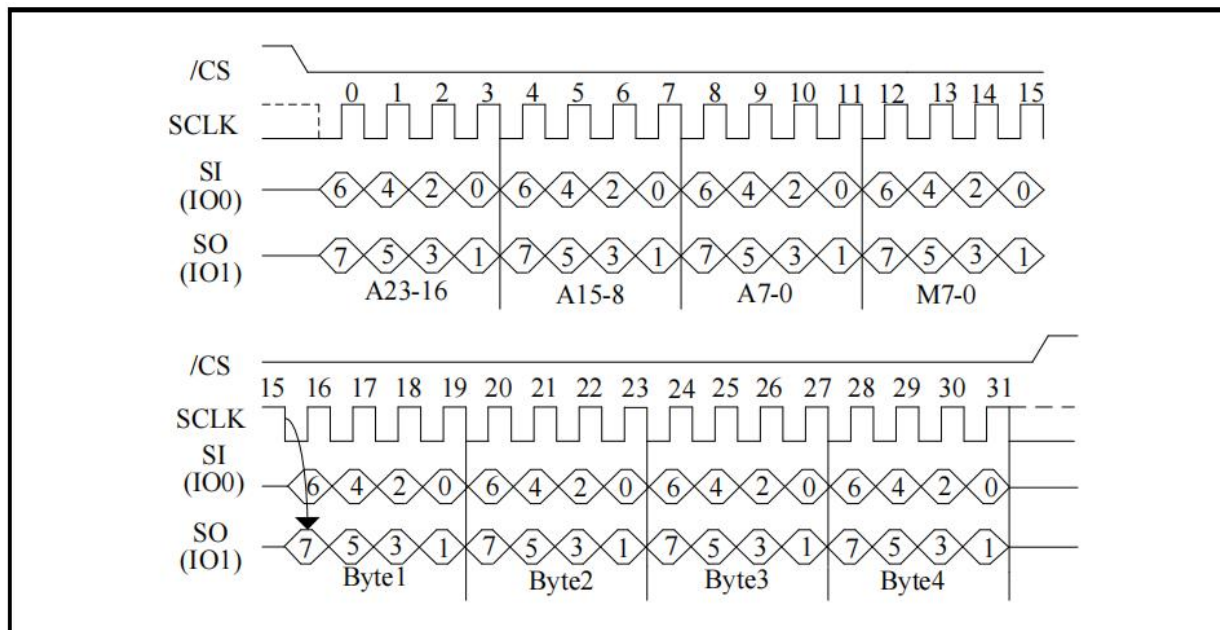 /CS
0 1 2 3 4 5 6 7 8 9 10 11 12 13 14 15
SCLK
SI
(IO0)
6 4 2 0 6 4 2 0 6 4 2 0 6 4 2 0
SO
(IO1)
7 5 3 1 7 5 3 1 7 5 3 1 7 5 3 1
A23-16 A15-8 A7-0 M7-0
/CS
15 16 17 18 19 20 21 22 23 24 25 26 27 28 29 30 31
SCLK
SI
(IO0)
6 4 2 0 6 4 2 0 6 4 2 0 6 4 2 0
SO
(IO1)
7 5 3 1 7 5 3 1 7 5 3 1 7 5 3 1
Byte1 Byte2 Byte3 Byte4